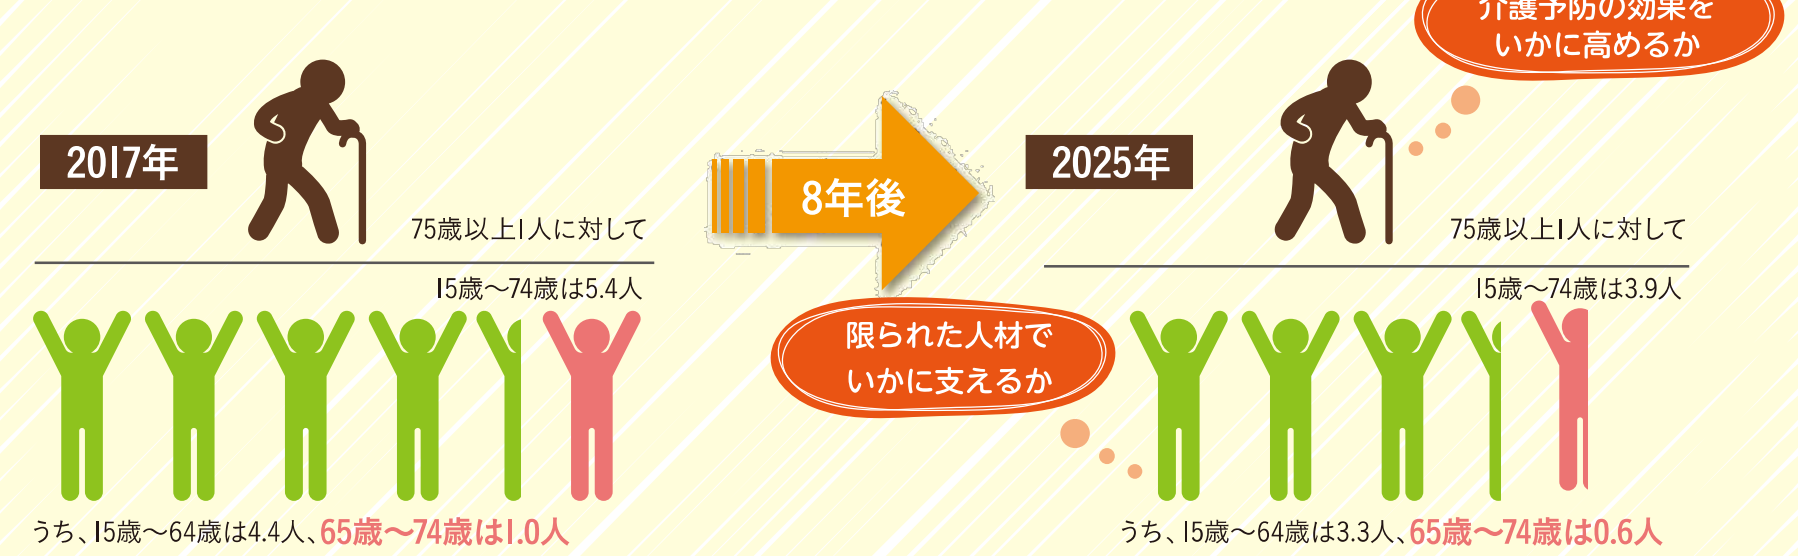 2017年
75歳以上1人に対して
15歳～74歳は5.4人
うち、15歳～64歳は4.4人、65歳～74歳は1.0人
8年後
限られた人材で
いかに支えるか
介護予防の効果を
いかに高めるか
2025年
75歳以上1人に対して
15歳～74歳は3.9人
うち、15歳～64歳は3.3人、65歳～74歳は0.6人